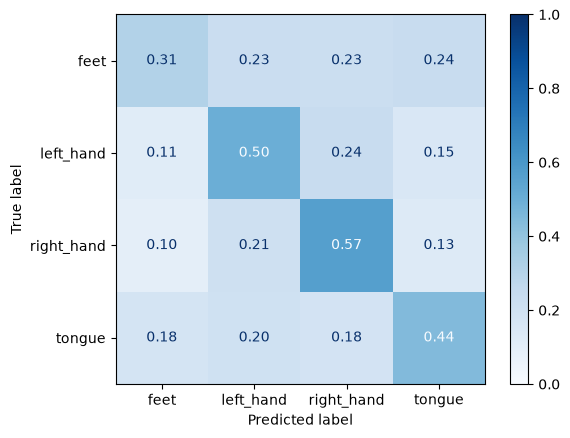 1.0
feet 0.31 0.23 0.23 0.24
0.8
left_hand 0.11 0.50 0.24 0.15
0.6
True label
0.4
right_hand 0.10 0.21 0.57 0.13
0.2
tongue 0.18 0.20 0.18 0.44
0.0
feet left_hand right_hand tongue
Predicted label